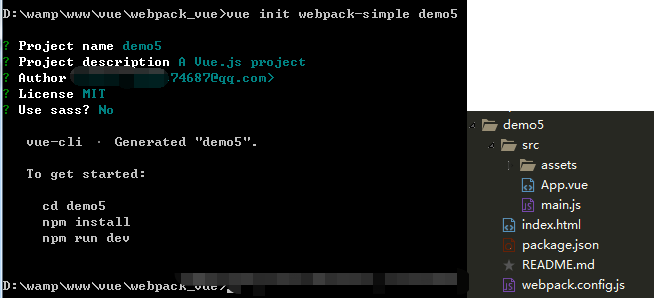 D:\wamp\www\vue\webpack_vue>vue init webpack-simple demo5
? Project name demo5
? Project description A Vue.js project
? Author 74687@qq.com>
? License MIT
? Use sass? No
vue-cli · Generated "demo5".
To get started:
cd demo5
npm install
npm run dev
D:\wamp\www\vue\webpack_vue>
demo5
src
assets
App.vue
main.js
index.html
package.json
README.md
webpack.config.js